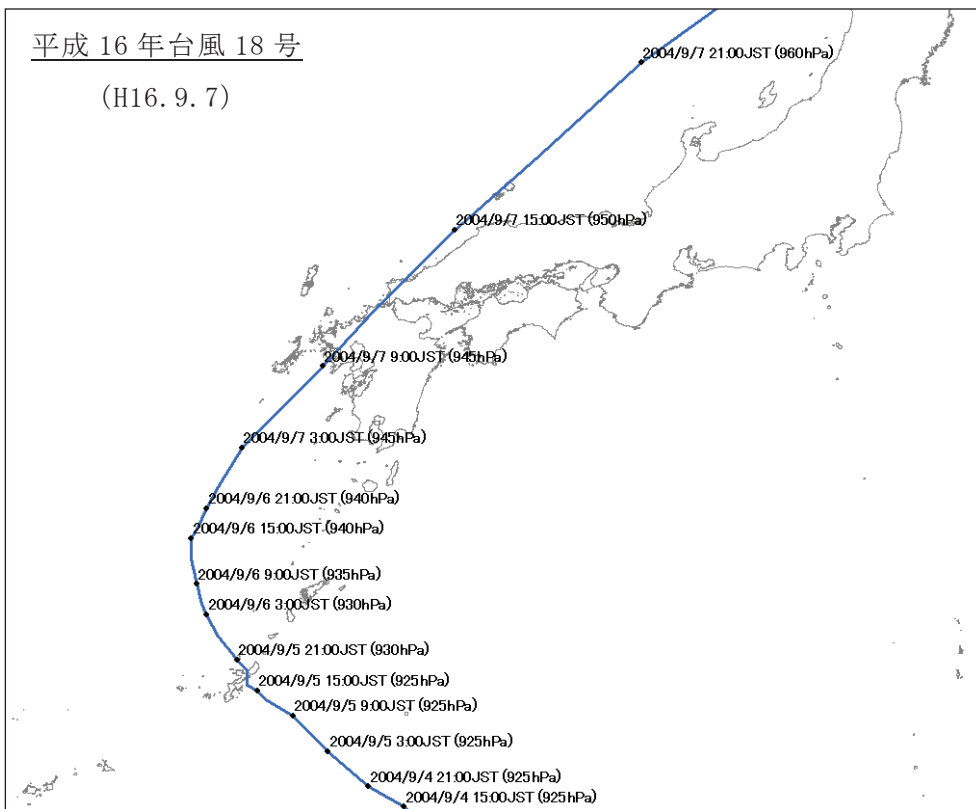 平成 16 年台風 18 号
(H16.9.7)
2004/9/7 21:00JST (960hPa)
2004/9/7 15:00JST (950hPa)
2004/9/7 9:00JST (945hPa)
2004/9/7 3:00JST (945hPa)
2004/9/6 21:00JST (940hPa)
2004/9/6 15:00JST (940hPa)
2004/9/6 9:00JST (935hPa)
2004/9/6 3:00JST (930hPa)
2004/9/5 21:00JST (930hPa)
2004/9/5 15:00JST (925hPa)
2004/9/5 9:00JST (925hPa)
2004/9/5 3:00JST (925hPa)
2004/9/4 21:00JST (925hPa)
2004/9/4 15:00JST (925hPa)